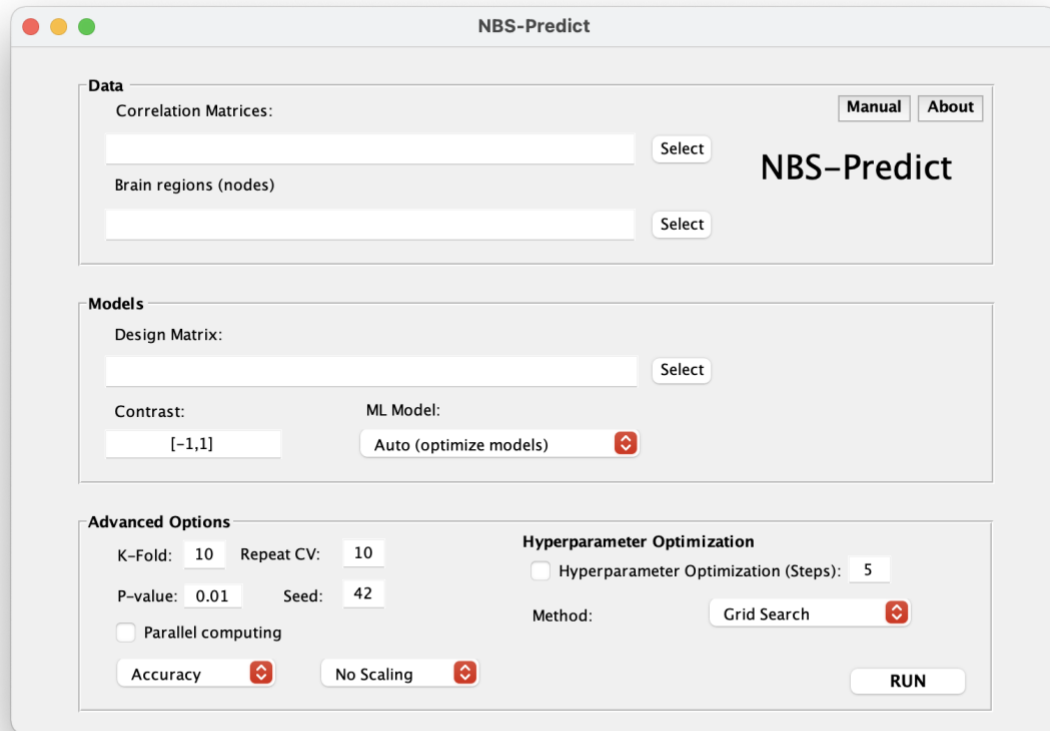 NBS-Predict
Data
Correlation Matrices:
Manual About
Select
NBS-Predict
Brain regions (nodes)
Select
Models
Design Matrix:
Select
Contrast:
ML Model:
[-1,1]
Auto (optimize models)
Advanced Options
K-Fold: 10 Repeat CV: 10
P-value: 0.01 Seed: 42
Parallel computing
Accuracy No Scaling
Hyperparameter Optimization
Hyperparameter Optimization (Steps): 5
Method: Grid Search
RUN